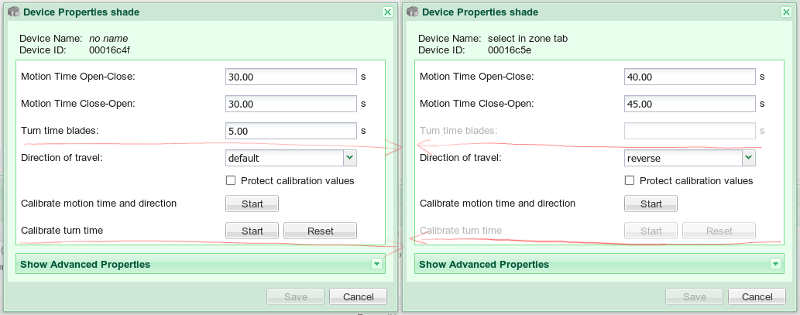 Device Properties shade
Device Name: no name
Device ID: 00016c4f
Motion Time Open-Close: 30.00 s
Motion Time Close-Open: 30.00 s
Turn time blades: 5.00 s
Direction of travel: default
Protect calibration values
Calibrate motion time and direction Start
Calibrate turn time Start Reset
Show Advanced Properties
Save Cancel
Device Properties shade
Device Name: select in zone tab
Device ID: 00016c5e
Motion Time Open-Close: 40.00 s
Motion Time Close-Open: 45.00 s
Turn time blades: s
Direction of travel: reverse
Protect calibration values
Calibrate motion time and direction Start
Calibrate turn time Start Reset
Show Advanced Properties
Save Cancel